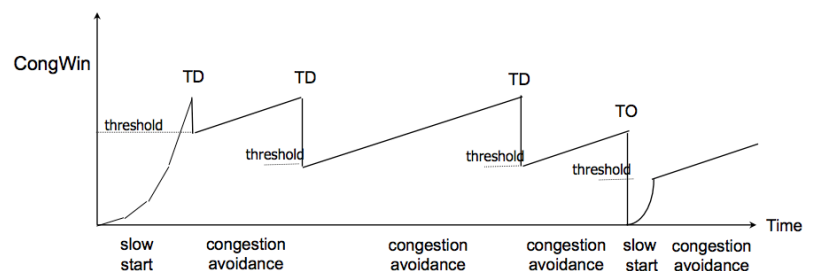 CongWin
TD
TD
TD
TO
threshold
threshold
threshold
threshold
Time
slow
start
congestion
avoidance
congestion
avoidance
congestion
avoidance
slow
start
congestion
avoidance